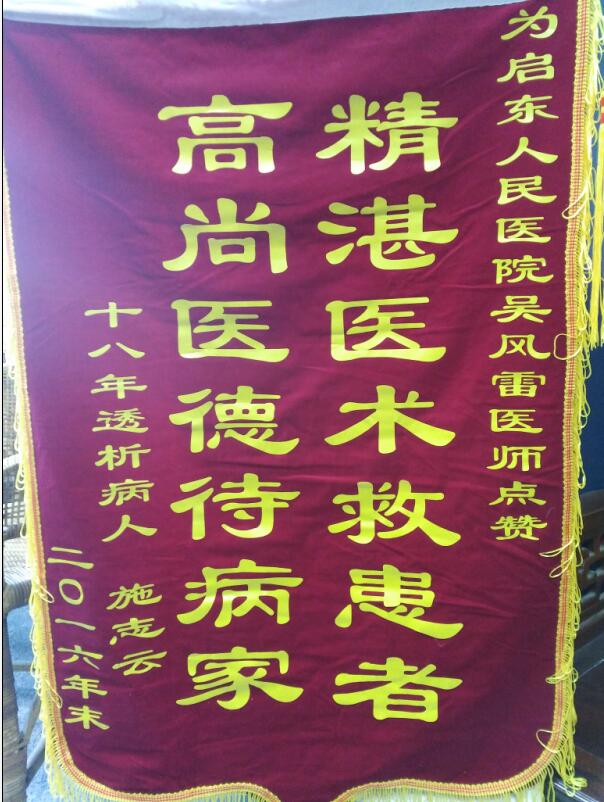 为启东人民医院吴风雷医师点赞
精湛医术救患者
高尚医德待病家
十八年透析病人 施志云
二〇一六年末